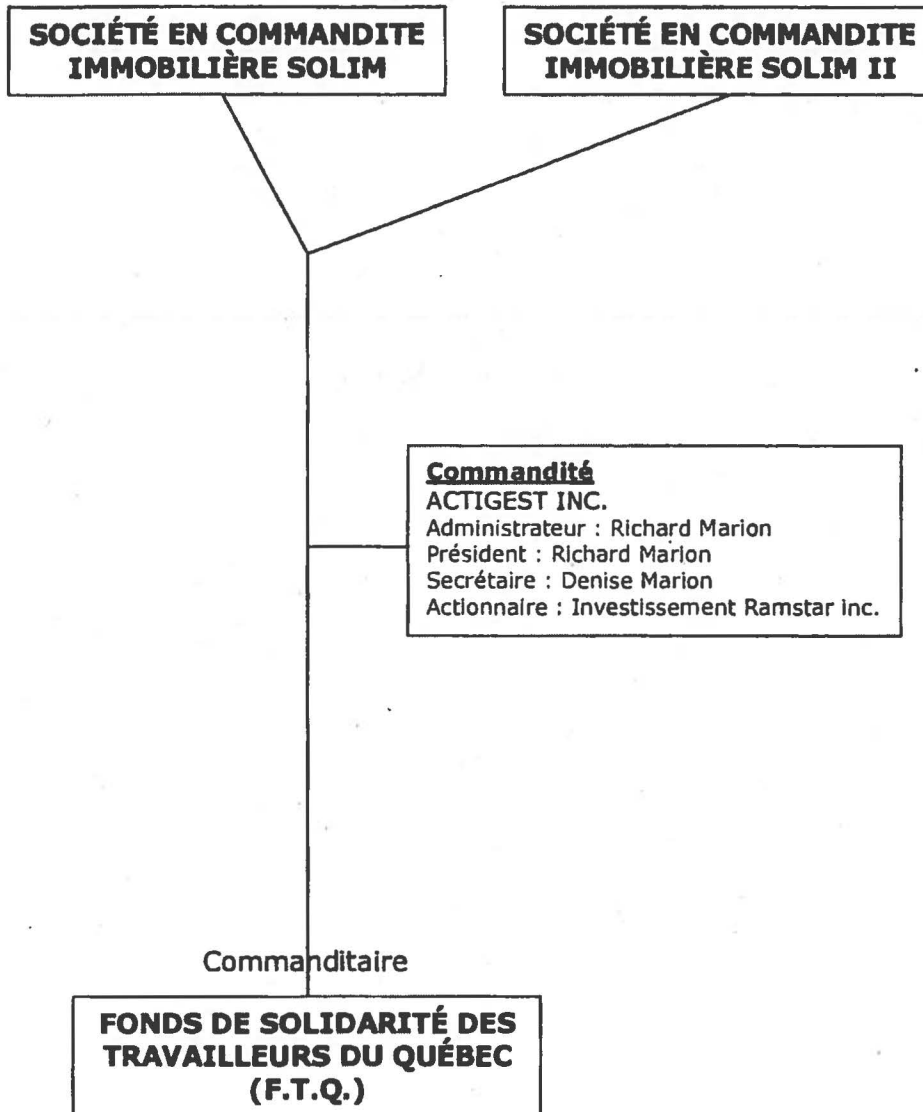 SOCIÉTÉ EN COMMANDITE
IMMOBILIÈRE SOLIM
SOCIÉTÉ EN COMMANDITE
IMMOBILIÈRE SOLIM II
Commandité
ACTIGEST INC.
Administrateur : Richard Marion
Président : Richard Marion
Secrétaire : Denise Marion
Actionnaire : Investissement Ramstar inc.
Commanditaire
FONDS DE SOLIDARITÉ DES
TRAVAILLEURS DU QUÉBEC
(F.T.Q.)